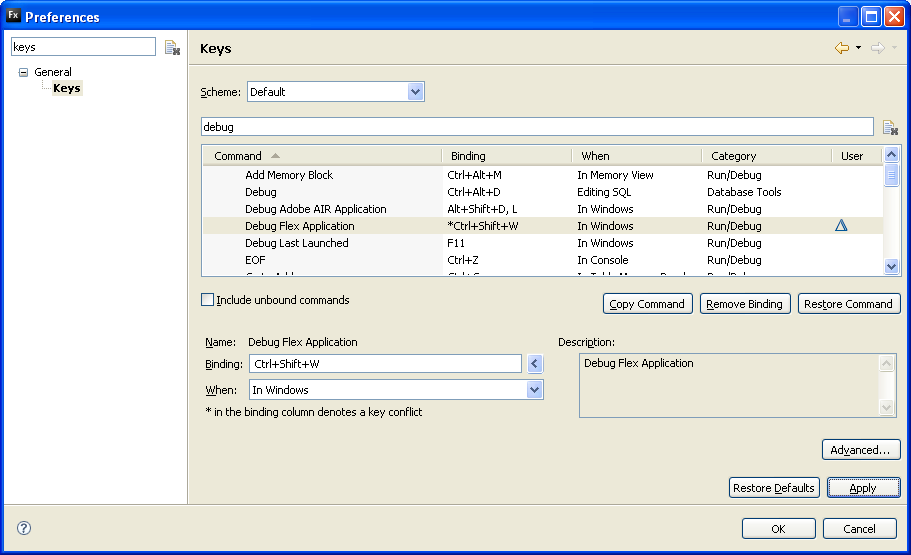 Fx Preferences
keys
General
Keys
Keys
Scheme: Default
debug
Command Binding When Category User
Add Memory Block Ctrl+Alt+M In Memory View Run/Debug
Debug Ctrl+Alt+D Editing SQL Database Tools
Debug Adobe AIR Application Alt+Shift+D, L In Windows Run/Debug
Debug Flex Application *Ctrl+Shift+W In Windows Run/Debug
Debug Last Launched F11 In Windows Run/Debug
EOF Ctrl+Z In Console Run/Debug
Include unbound commands
Copy Command Remove Binding Restore Command
Name: Debug Flex Application Description:
Binding: Ctrl+Shift+W Debug Flex Application
When: In Windows
* in the binding column denotes a key conflict
Advanced...
Restore Defaults Apply
? OK Cancel